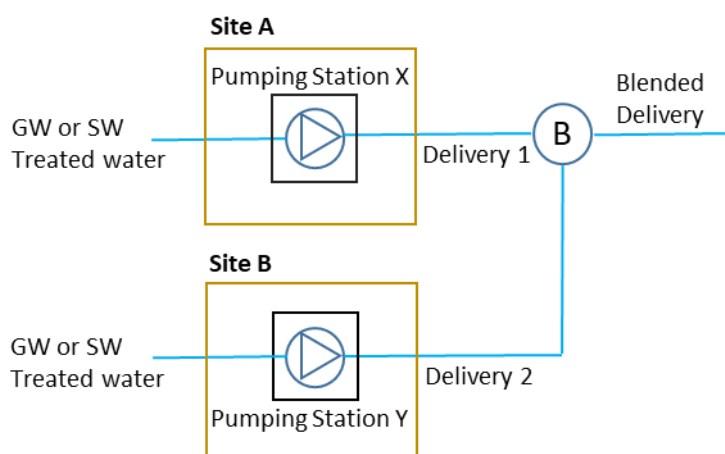 Site A
Pumping Station X
GW or SW
Treated water
Delivery 1
B
Blended
Delivery
Site B
GW or SW
Treated water
Delivery 2
Pumping Station Y